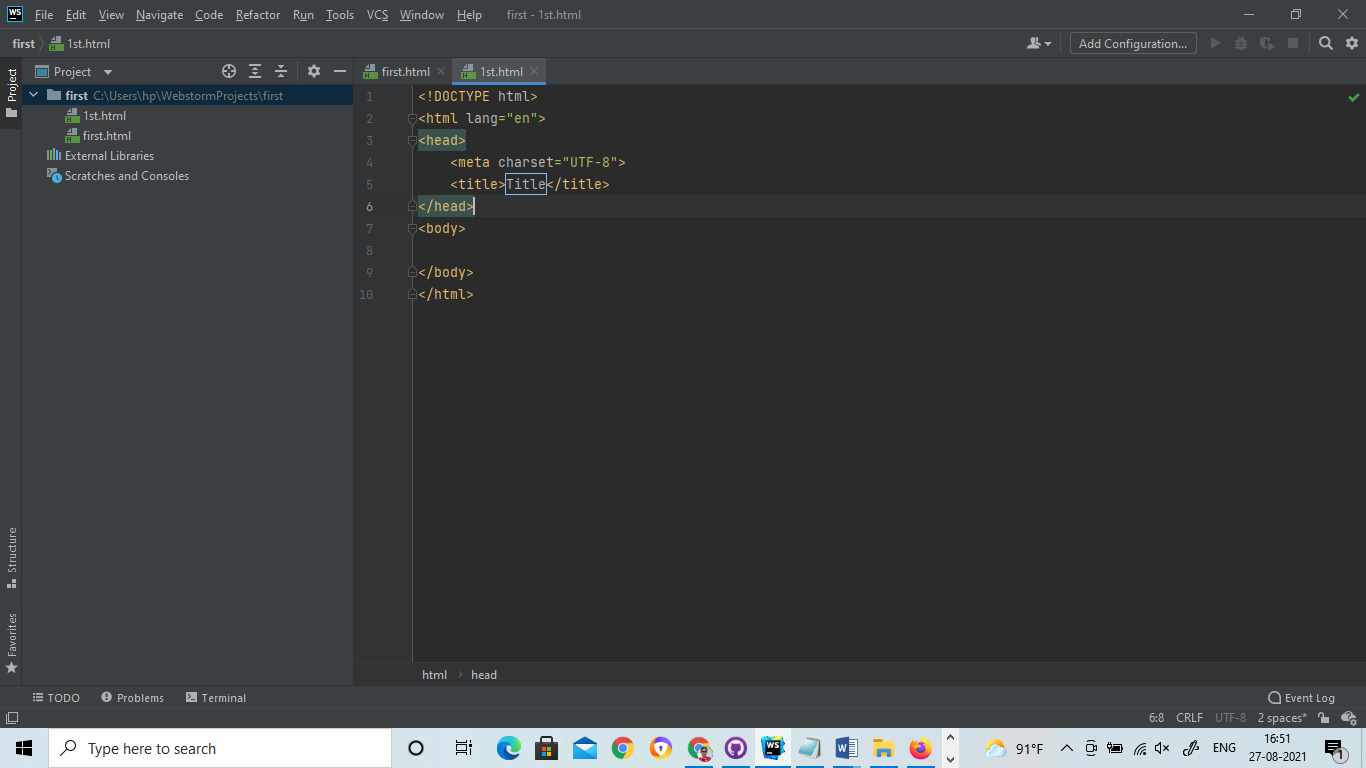 WS File Edit View Navigate Code Refactor Run Tools VCS Window Help first - 1st.html
first 1st.html Add Configuration...
Project Project first.html 1st.html
first C:\Users\hp\WebstormProjects\first
1st.html
first.html
External Libraries
Scratches and Consoles
1 <!DOCTYPE html>
2 <html lang="en">
3 <head>
4 <meta charset="UTF-8">
5 <title>Title</title>
6 </head>
7 <body>
8
9 </body>
10 </html>
Structure
Favorites
html head
TODO Problems Terminal Event Log
6:8 CRLF UTF-8 2 spaces*
Type here to search WS W 91°F ENG 16:51
27-08-2021 1